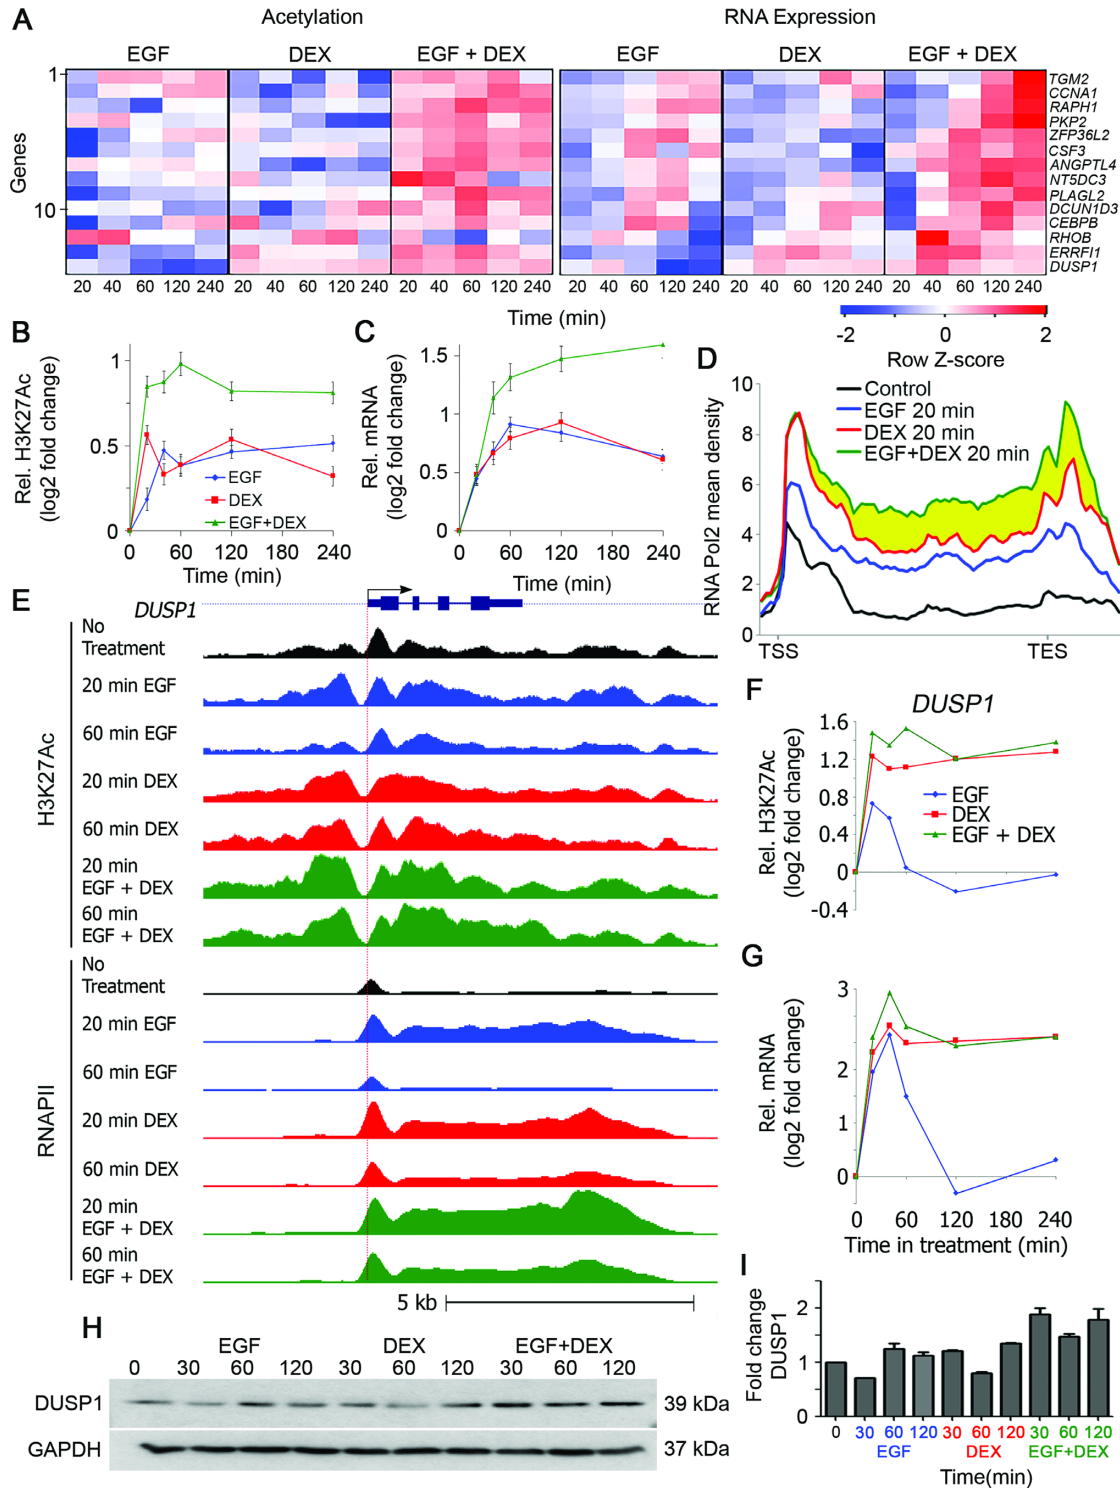 A
Acetylation
RNA Expression
EGF
DEX
EGF + DEX
EGF
DEX
EGF + DEX
Genes
1
10
TGM2
CCNA1
RAPH1
PKP2
ZFP36L2
CSF3
ANGPTL4
NT5DC3
PLAGL2
DCUN1D3
CEBPB
RHOB
ERRFI1
DUSP1
20 40 60 120 240 20 40 60 120 240 20 40 60 120 240 20 40 60 120 240 20 40 60 120 240 20 40 60 120 240
Time (min)
-2 0 2
Row Z-score
B
Rel. H3K27Ac
(log2 fold change)
1
0.5
0
EGF
DEX
EGF+DEX
0 60 120 180 240
Time (min)
C
Rel. mRNA
(log2 fold change)
1.5
1
0.5
0
0 60 120 180 240
Time (min)
D
RNA Pol2 mean density
10
8
6
4
2
0
Control
EGF 20 min
DEX 20 min
EGF+DEX 20 min
TSS
TES
E
DUSP1
H3K27Ac
No
Treatment
20 min EGF
60 min EGF
20 min DEX
60 min DEX
20 min
EGF + DEX
60 min
EGF + DEX
RNAPII
No
Treatment
20 min EGF
60 min EGF
20 min DEX
60 min DEX
20 min
EGF + DEX
60 min
EGF + DEX
5 kb
F
DUSP1
Rel. H3K27Ac
(log2 fold change)
1.6
1.2
0.8
0.4
0
-0.4
EGF
DEX
EGF + DEX
G
Rel. mRNA
(log2 fold change)
3
2
1
0
0 60 120 180 240
Time in treatment (min)
H
EGF
DEX
EGF+DEX
0 30 60 120 30 60 120 30 60 120
DUSP1
39 kDa
GAPDH
37 kDa
I
Fold change
DUSP1
2
1
0
0 30 60 120 30 60 120 30 60 120
EGF
DEX
EGF+DEX
Time(min)